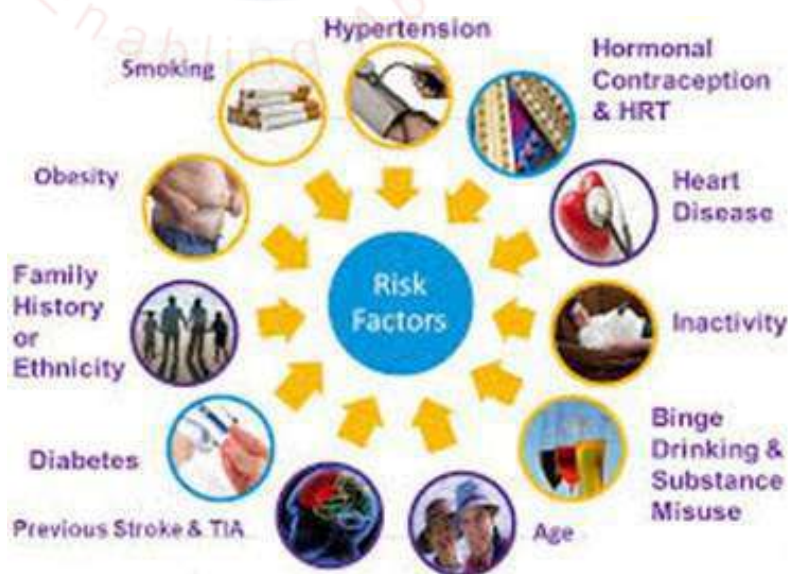 Enabling
Hypertension
Smoking
Hormonal
Contraception
& HRT
Obesity
Heart
Disease
Family
History
or
Ethnicity
Risk
Factors
Inactivity
Diabetes
Binge
Drinking &
Substance
Misuse
Previous Stroke & TIA
Age